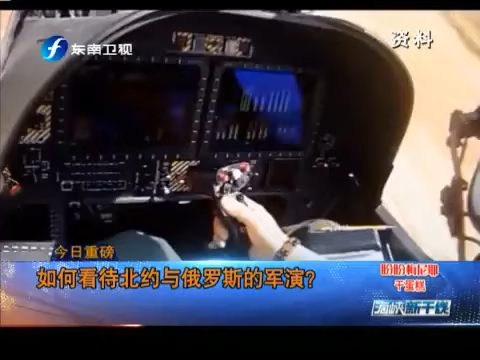 东南卫视
资料
今日重磅
如何看待北约与俄罗斯的军演?
盼盼梅尼耶
干蛋糕
海峡新干线